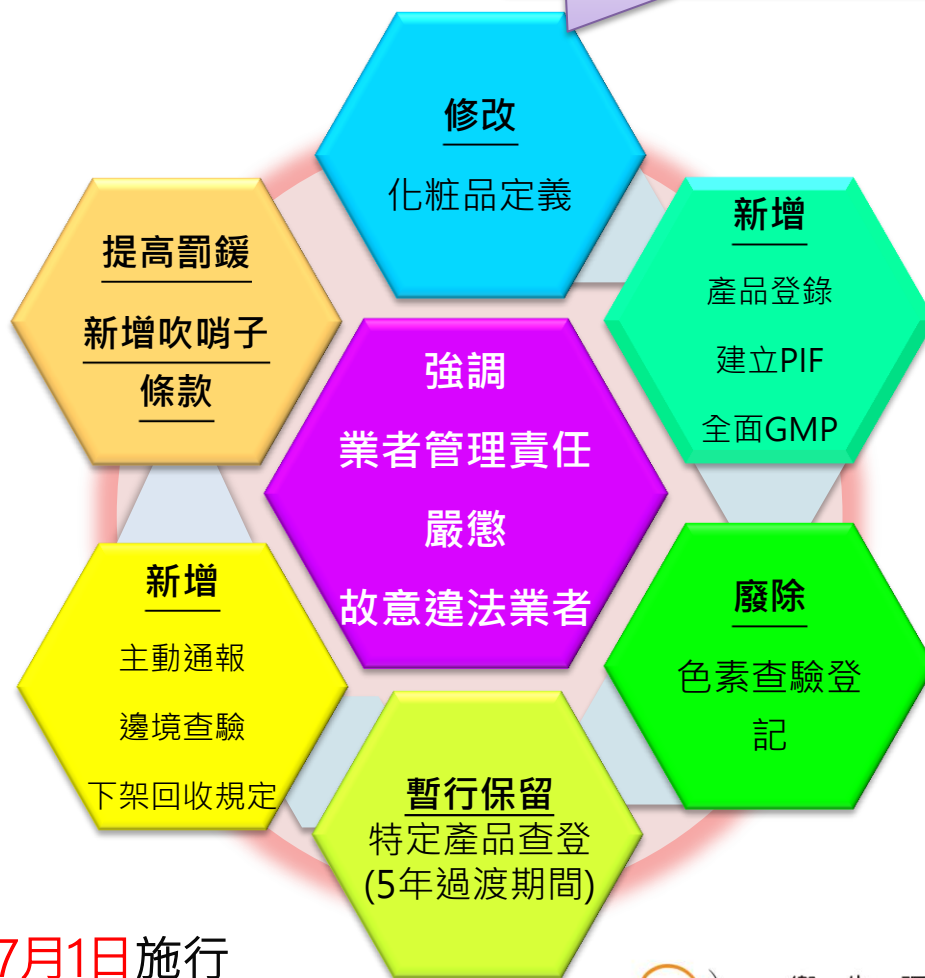 修改
化粧品定義
新增
產品登錄
建立PIF
全面GMP
廢除
色素查驗登
記
暫行保留
特定產品查登
(5年過渡期間)
新增
主動通報
邊境查驗
下架回收規定
提高罰鍰
新增吹哨子
條款
強調
業者管理責任
嚴懲
故意違法業者
7月1日施行